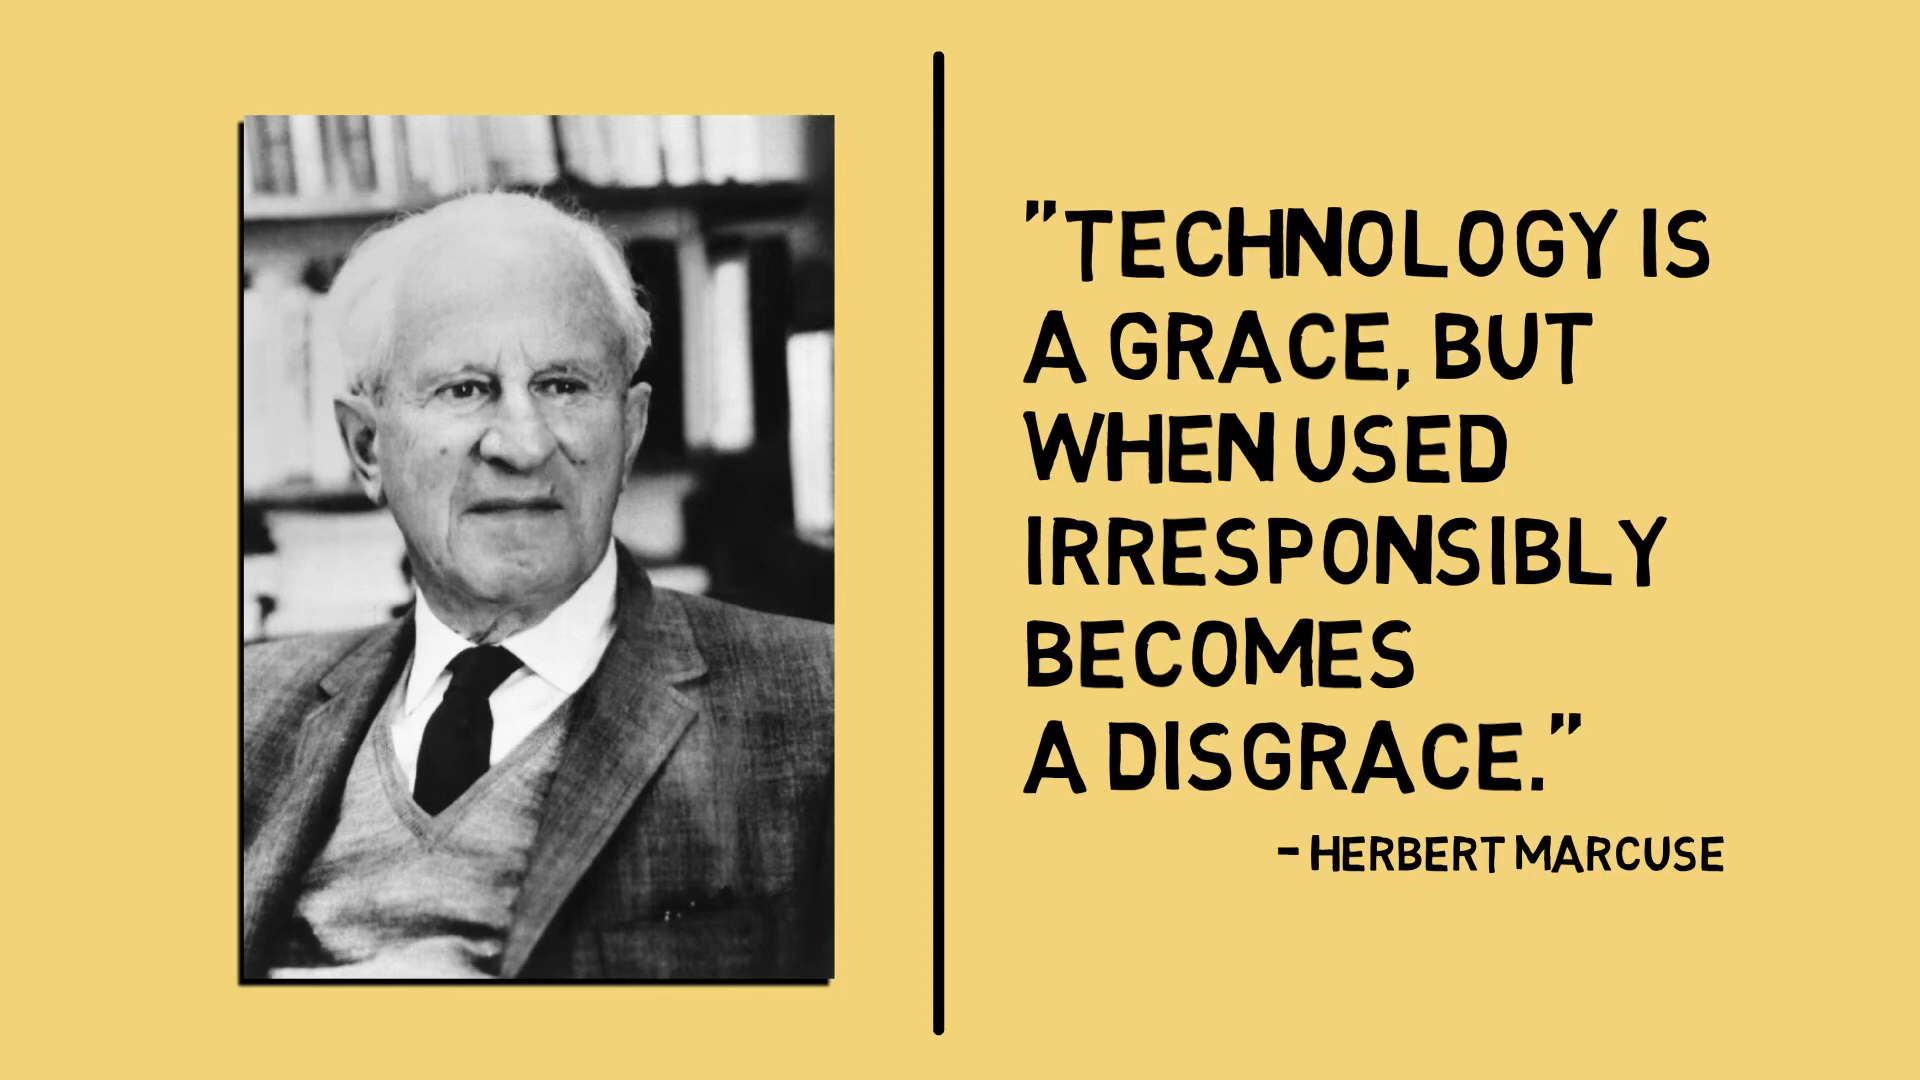 "TECHNOLOGY IS
A GRACE, BUT
WHEN USED
IRRESPONSIBLY
BECOMES
A DISGRACE."
- HERBERT MARCUSE